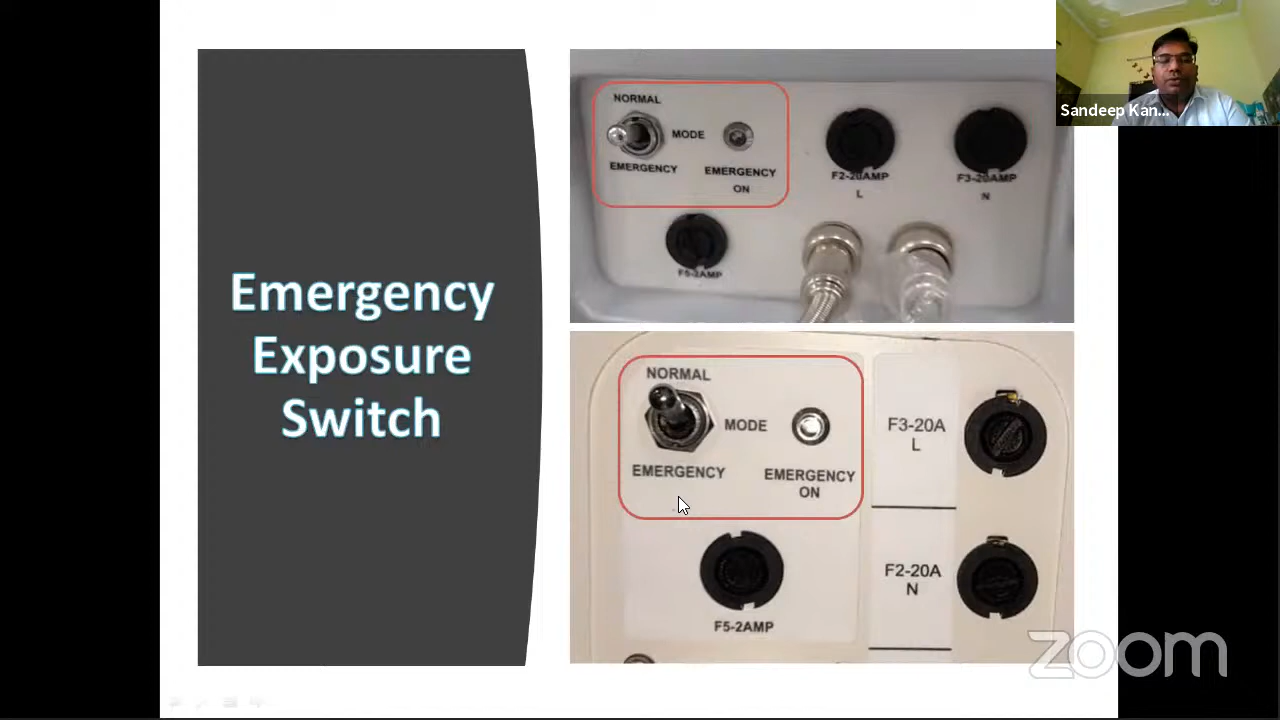 Emergency
Exposure
Switch
NORMAL
MODE
EMERGENCY
EMERGENCY
ON
F2-20AMP
L
F3-20AMP
N
F5-2AMP
NORMAL
MODE
EMERGENCY
EMERGENCY
ON
F3-20A
L
F2-20A
N
F5-2AMP
Sandeep Kan...
zoom